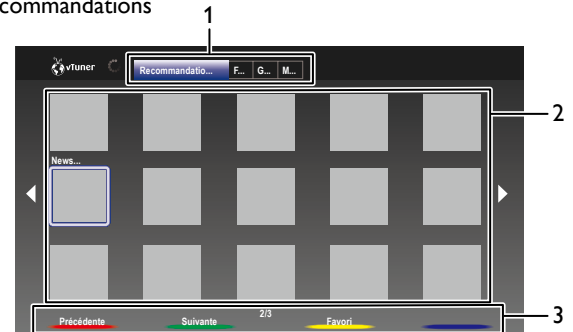 commandations
1
vTuner Recommandatio... F... G... M...
2
News...
2/3
Précédente Suivante Favori
3